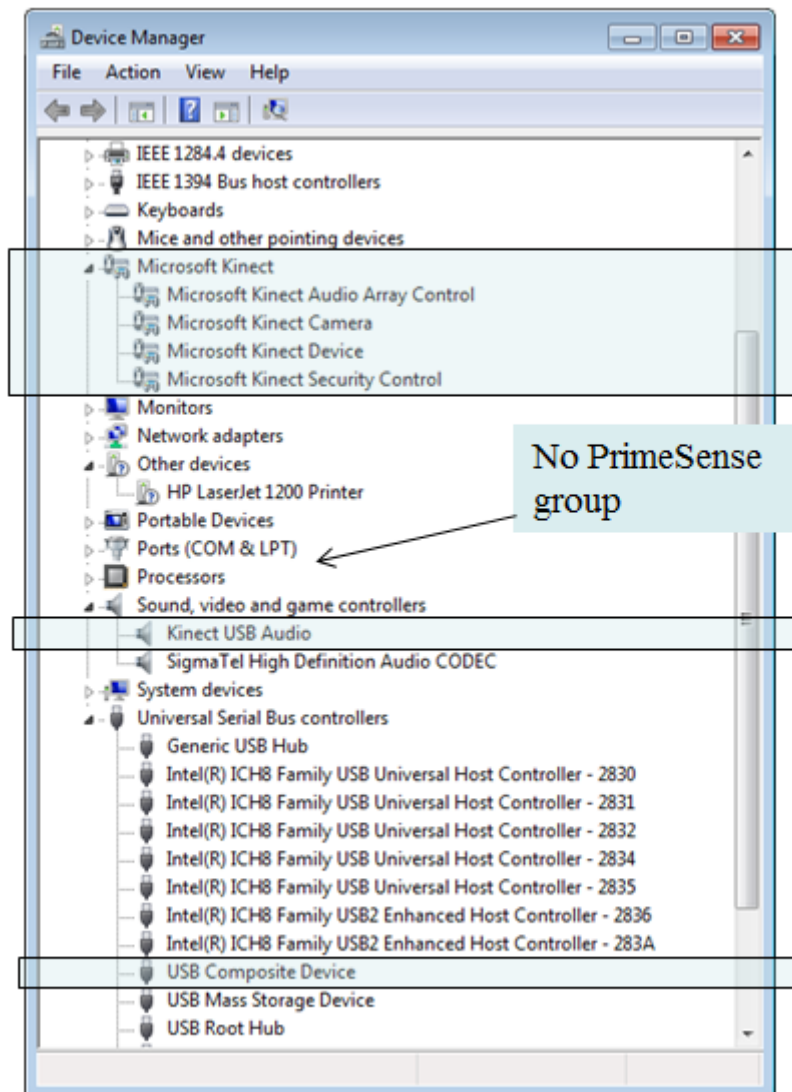 Device Manager
File Action View Help
IEEE 1284.4 devices
IEEE 1394 Bus host controllers
Keyboards
Mice and other pointing devices
Microsoft Kinect
Microsoft Kinect Audio Array Control
Microsoft Kinect Camera
Microsoft Kinect Device
Microsoft Kinect Security Control
Monitors
Network adapters
Other devices
HP LaserJet 1200 Printer
Portable Devices
Ports (COM & LPT)
Processors
No PrimeSense
group
Sound, video and game controllers
Kinect USB Audio
SigmaTel High Definition Audio CODEC
System devices
Universal Serial Bus controllers
Generic USB Hub
Intel(R) ICH8 Family USB Universal Host Controller - 2830
Intel(R) ICH8 Family USB Universal Host Controller - 2831
Intel(R) ICH8 Family USB Universal Host Controller - 2832
Intel(R) ICH8 Family USB Universal Host Controller - 2834
Intel(R) ICH8 Family USB Universal Host Controller - 2835
Intel(R) ICH8 Family USB2 Enhanced Host Controller - 2836
Intel(R) ICH8 Family USB2 Enhanced Host Controller - 283A
USB Composite Device
USB Mass Storage Device
USB Root Hub